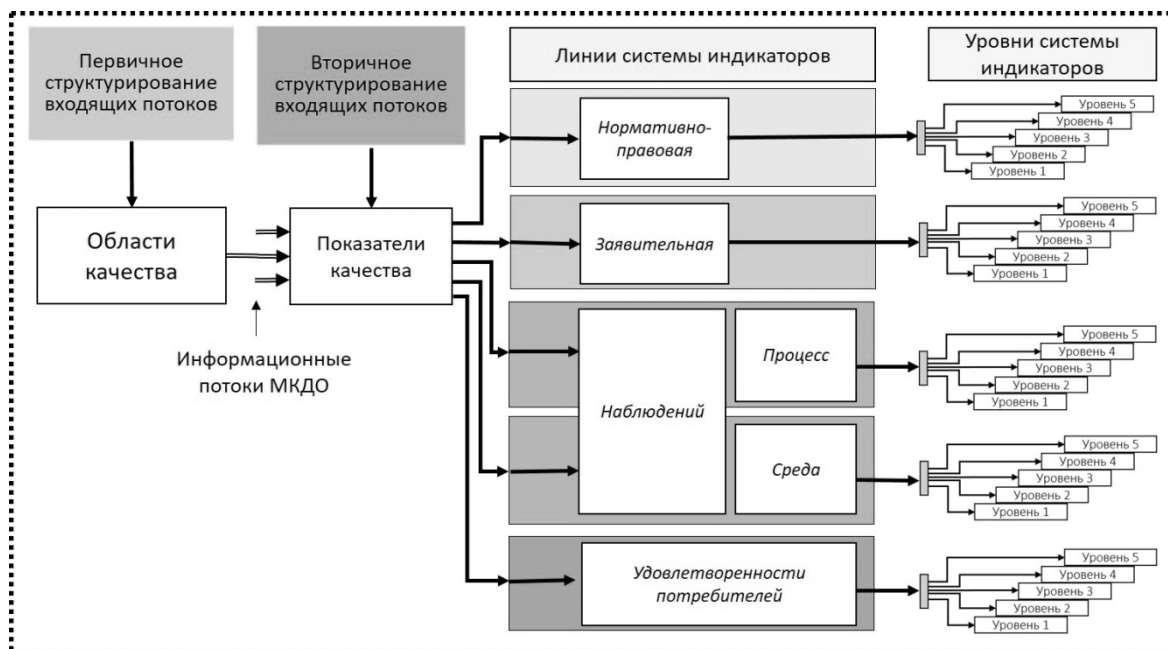 Первичное
структурирование
входящих потоков
Вторичное
структурирование
входящих потоков
Линии системы индикаторов
Уровни системы
индикаторов
Области
качества
Показатели
качества
Информационные
потоки МКДО
Нормативно-
правовая
Уровень 5
Уровень 4
Уровень 3
Уровень 2
Уровень 1
Заявительная
Уровень 5
Уровень 4
Уровень 3
Уровень 2
Уровень 1
Наблюдений
Процесс
Уровень 5
Уровень 4
Уровень 3
Уровень 2
Уровень 1
Среда
Уровень 5
Уровень 4
Уровень 3
Уровень 2
Уровень 1
Удовлетворенности
потребителей
Уровень 5
Уровень 4
Уровень 3
Уровень 2
Уровень 1